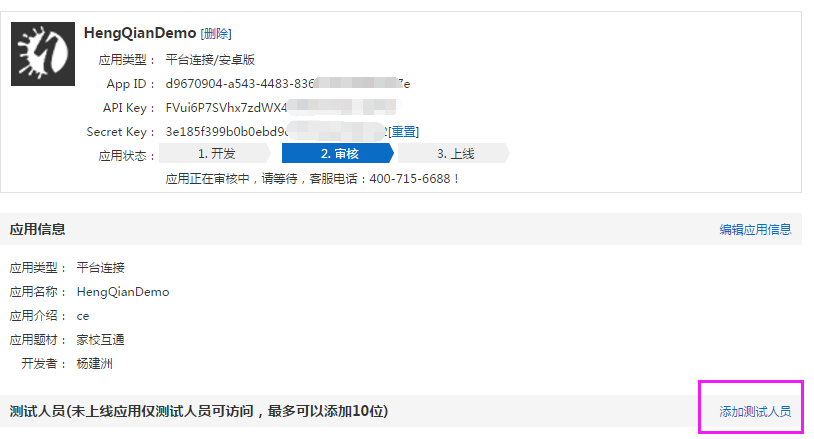 HengQianDemo [删除]
应用类型： 平台连接/安卓版
App ID： d9670904-a543-4483-836 7e
API Key： FVui6P7SVhx7zdWX4
Secret Key： 3e185f399b0b0ebd9 2[重置]
应用状态： 1. 开发 2. 审核 3. 上线
应用正在审核中，请等待，客服电话：400-715-6688！
应用信息 编辑应用信息
应用类型： 平台连接
应用名称： HengQianDemo
应用介绍： ce
应用题材： 家校互通
开发者： 杨建洲
测试人员(未上线应用仅测试人员可访问，最多可以添加10位) 添加测试人员